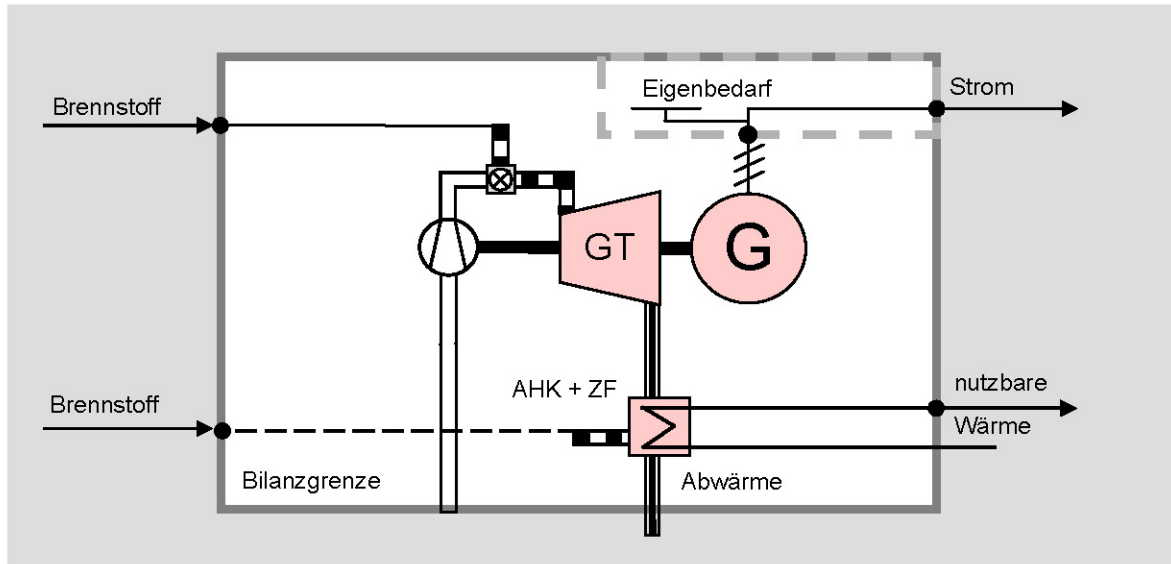 Eigenbedarf
Strom
Brennstoff
GT
G
AHK + ZF
nutzbare
Brennstoff
Wärme
Bilanzgrenze
Abwärme